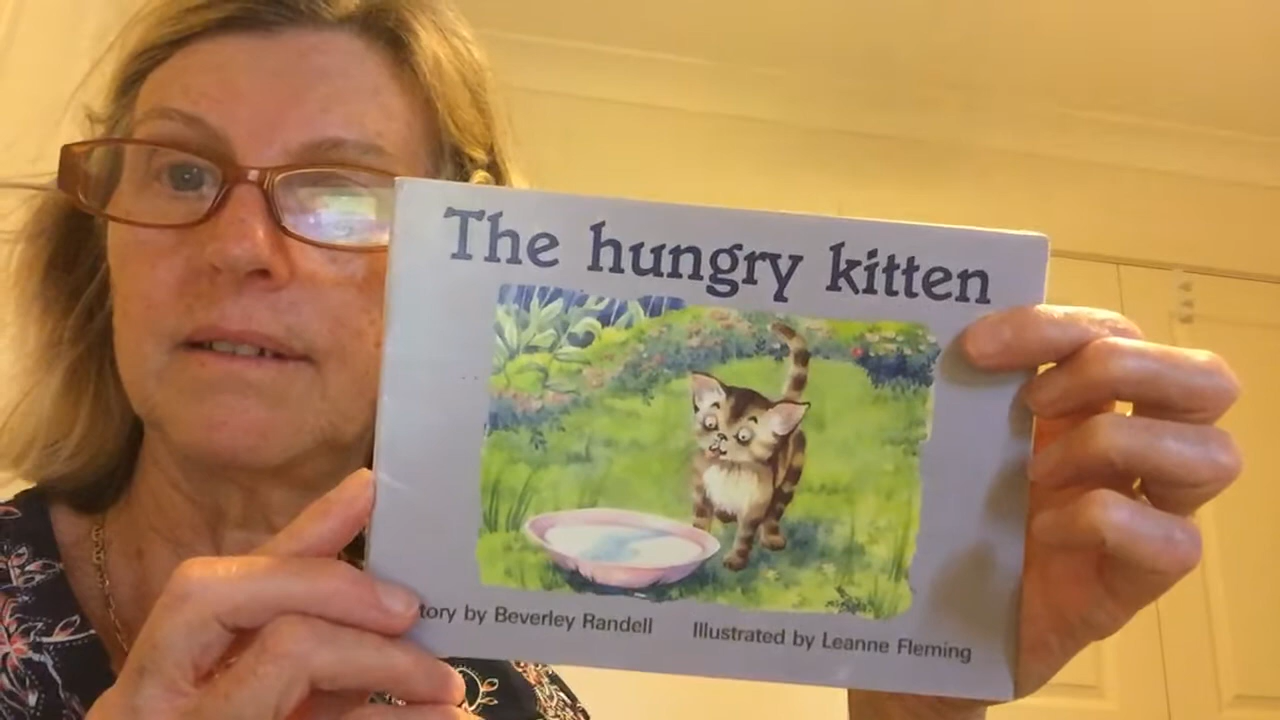 The hungry kitten
tory by Beverley Randell Illustrated by Leanne Fleming